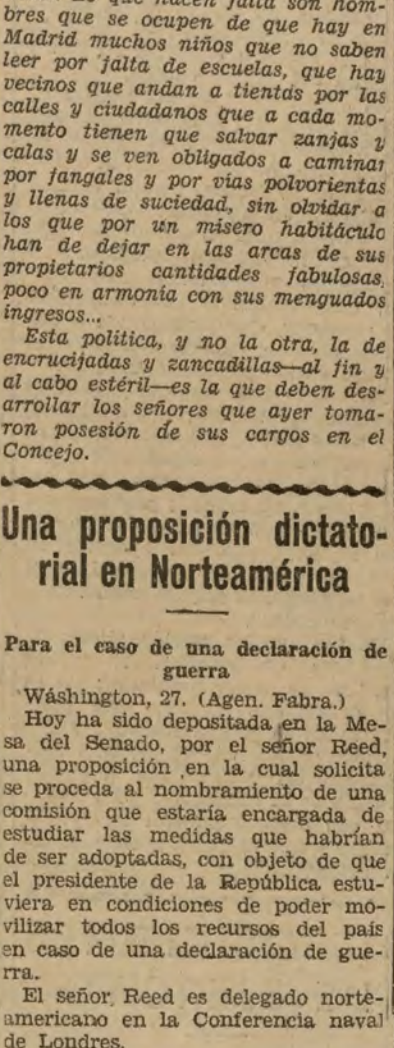 que hacen falta son hom-
bres que se ocupen de que hay en
Madrid muchos niños que no saben
leer por falta de escuelas, que hay
vecinos que andan a tientas por las
calles y ciudadanos que a cada mo-
mento tienen que salvar zanjas y
calas y se ven obligados a caminar
por fangales y por vías polvorientas
y llenas de suciedad, sin olvidar a
los que por un misero habitáculo
han de dejar en las arcas de sus
propietarios cantidades fabulosas,
poco en armonía con sus menguados
ingresos...
Esta politica, y no la otra, la de
encrucijadas y zancadillas—al fin y
al cabo estéril—es la que deben des-
arrollar los señores que ayer toma-
ron posesión de sus cargos en el
Concejo.
Una proposición dictato-
rial en Norteamérica
Para el caso de una declaración de
guerra
Wáshington, 27. (Agen. Fabra.)
Hoy ha sido depositada en la Me-
sa del Senado, por el señor Reed,
una proposición en la cual solicita
se proceda al nombramiento de una
comisión que estaría encargada de
estudiar las medidas que habrían
de ser adoptadas, con objeto de que
el presidente de la República estu-
viera en condiciones de poder mo-
vilizar todos los recursos del país
en caso de una declaración de gue-
rra.
El señor Reed es delegado norte-
americano en la Conferencia naval
de Londres.